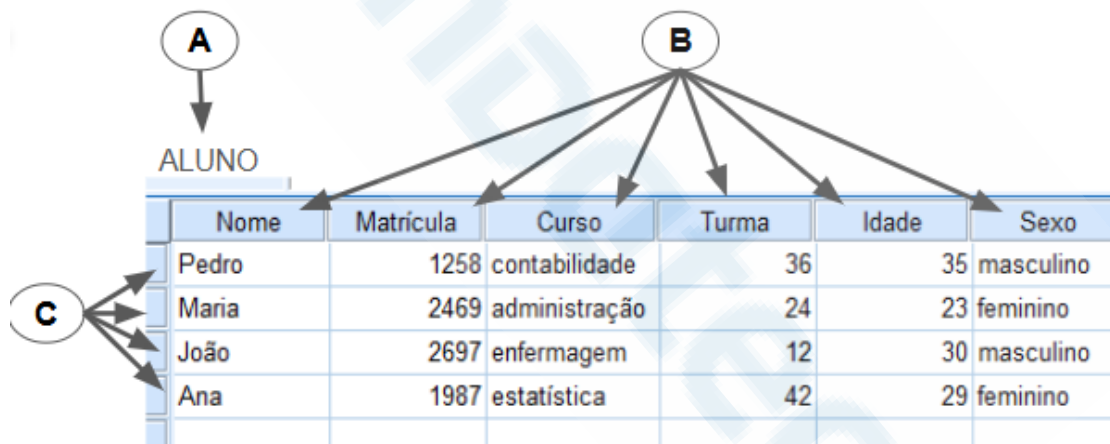 A B
ALUNO
Nome Matrícula Curso Turma Idade Sexo
Pedro 1258 contabilidade 36 35 masculino
Maria 2469 administração 24 23 feminino
C
João 2697 enfermagem 12 30 masculino
Ana 1987 estatística 42 29 feminino